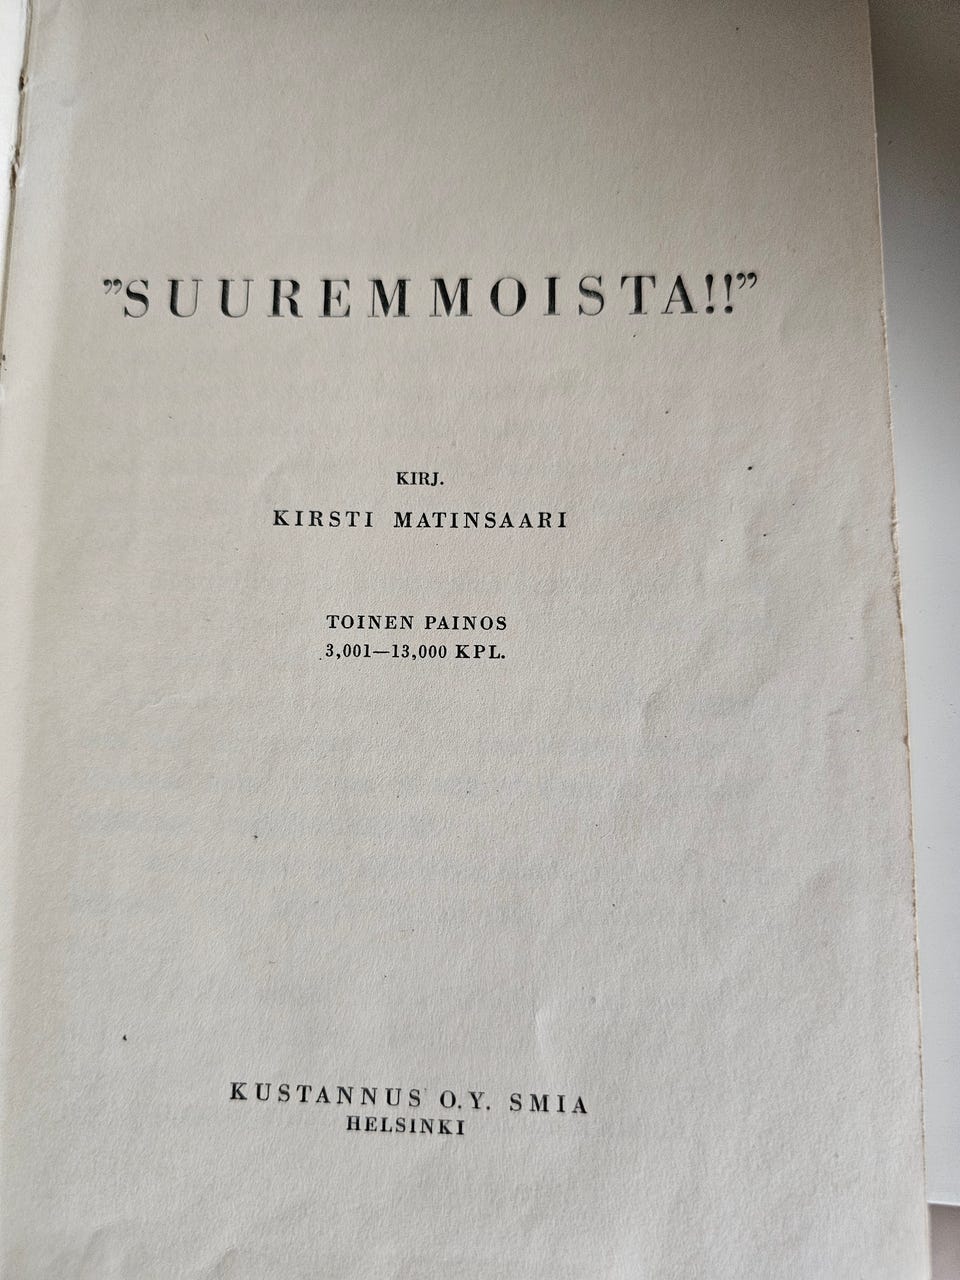 ”SUUREMMOISTA!!”
KIRJ.
KIRSTI MATINSAARI
TOINEN PAINOS
3,001—13,000 KPL.
KUSTANNUS O.Y. SMIA
HELSINKI